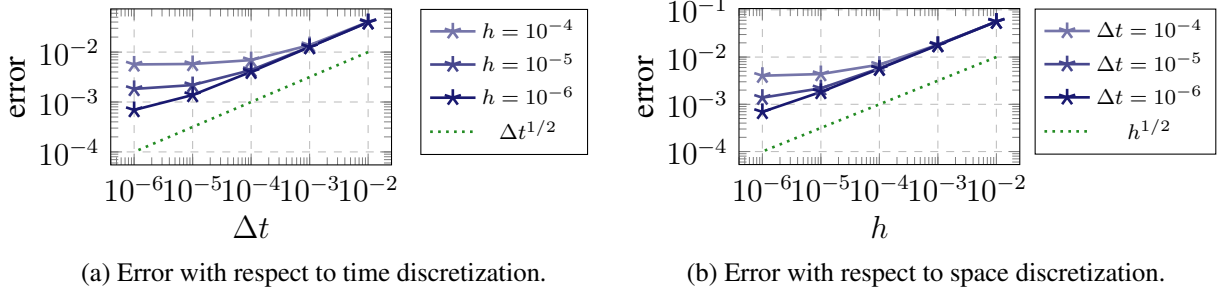 error
10^{-2}
10^{-3}
10^{-4}
10^{-6} 10^{-5} 10^{-4} 10^{-3} 10^{-2}
Δt
h = 10^{-4}
h = 10^{-5}
h = 10^{-6}
Δt^{1/2}
(a) Error with respect to time discretization.
error
10^{-1}
10^{-2}
10^{-3}
10^{-4}
10^{-6} 10^{-5} 10^{-4} 10^{-3} 10^{-2}
h
Δt = 10^{-4}
Δt = 10^{-5}
Δt = 10^{-6}
h^{1/2}
(b) Error with respect to space discretization.